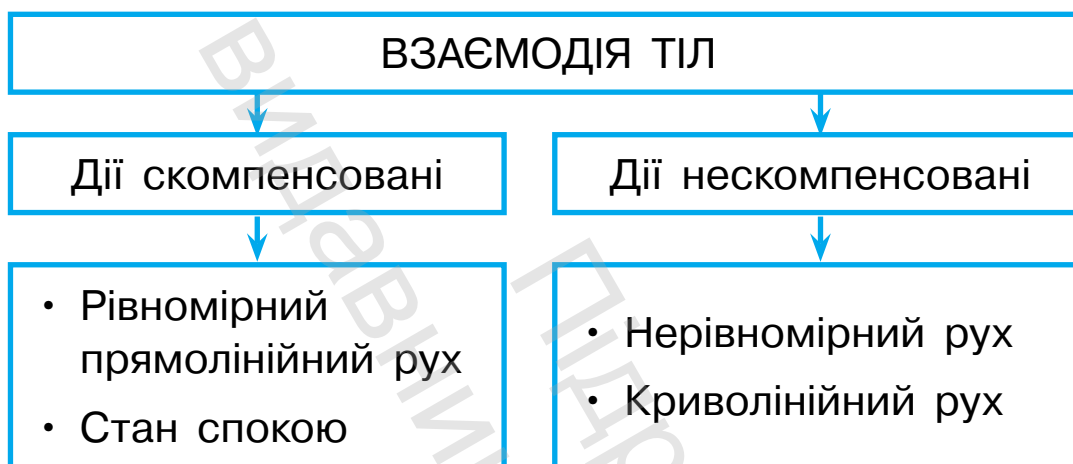 ВЗАЄМОДІЯ ТІЛ
Дії скомпенсовані
Дії нескомпенсовані
• Рівномірний
прямолінійний рух
• Стан спокою
• Нерівномірний рух
• Криволінійний рух